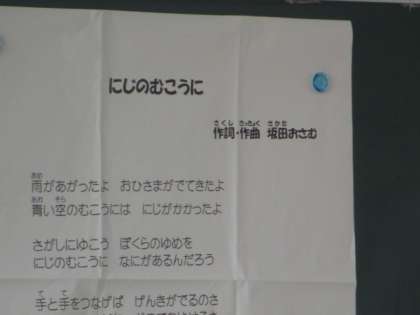 にじのむこうに
作詞・作曲 坂田おさむ
雨があがったよ おひさまがでてきたよ
青い空のむこうには にじがかかったよ
さがしにゆこう ぼくらのゆめを
にじのむこうに なにがあるんだろう
手と手をつなげば げんきがでるのさ